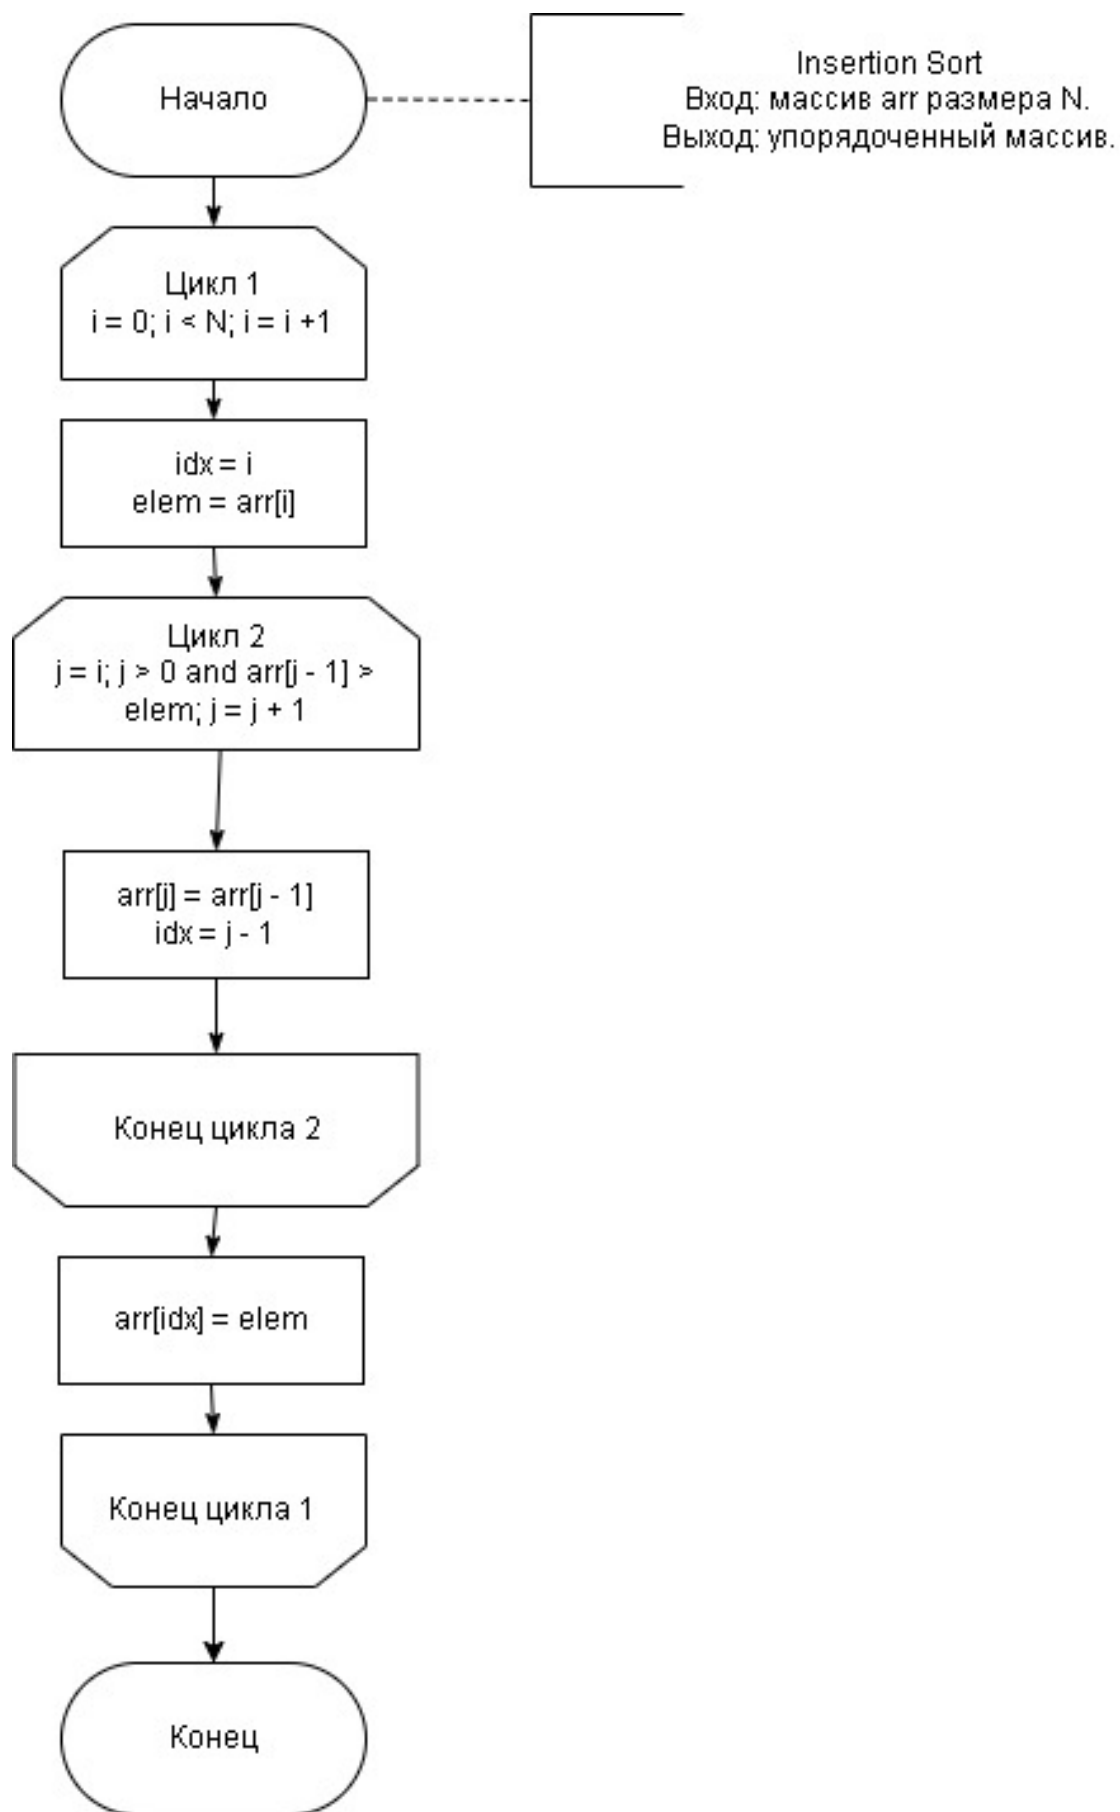 Начало
Insertion Sort
Вход: массив arr размера N.
Выход: упорядоченный массив.
Цикл 1
i = 0; i < N; i = i +1
idx = i
elem = arr[i]
Цикл 2
j = i; j > 0 and arr[j - 1] >
elem; j = j + 1
arr[j] = arr[j - 1]
idx = j - 1
Конец цикла 2
arr[idx] = elem
Конец цикла 1
Конец